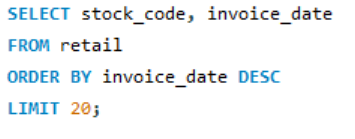 SELECT stock_code, invoice_date
FROM retail
ORDER BY invoice_date DESC
LIMIT 20;